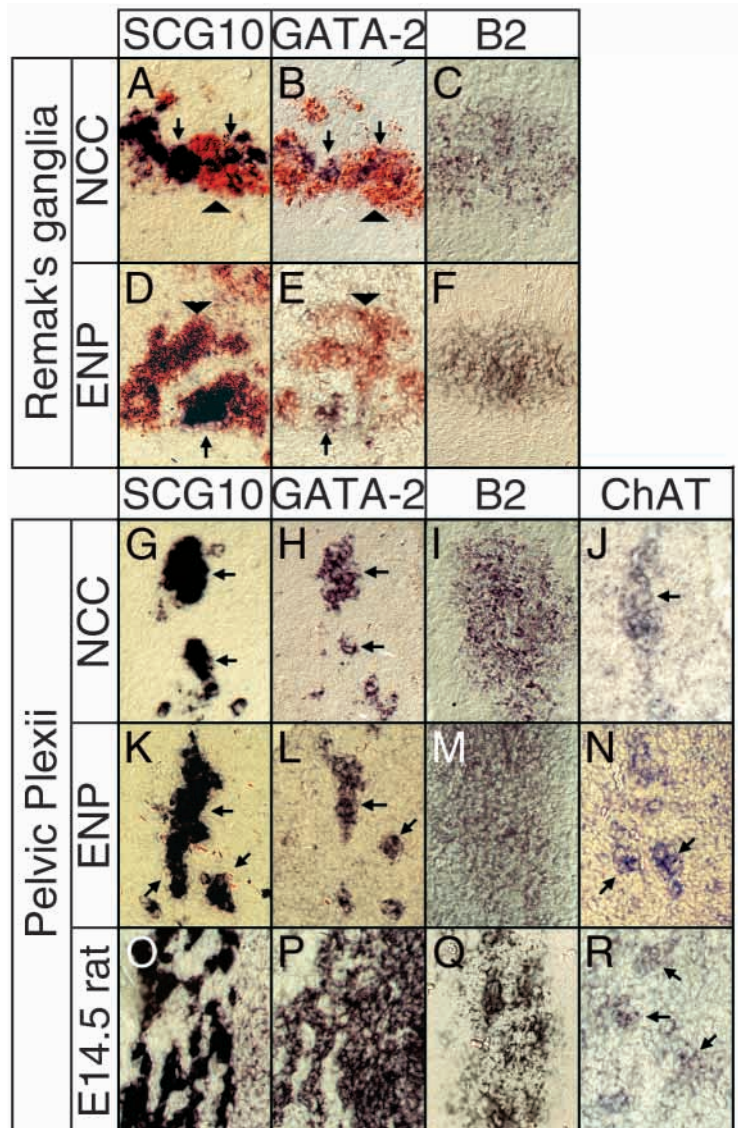 SCG10 GATA-2 B2
Remak's ganglia
NCC
A B C
ENP
D E F
SCG10 GATA-2 B2 ChAT
Pelvic Plexii
NCC
G H I J
ENP
K L M N
E14.5 rat
O P Q R